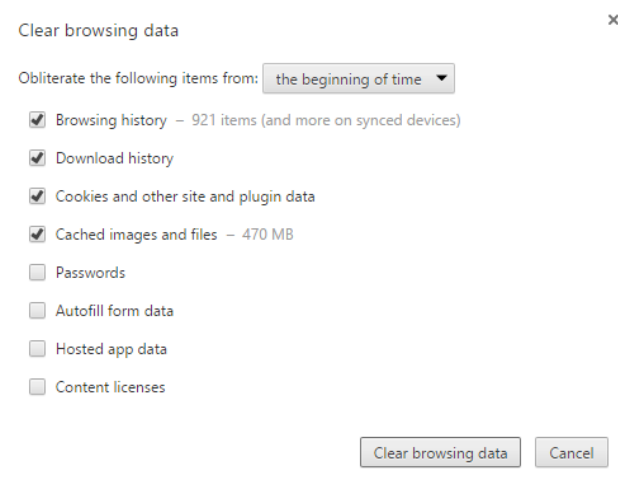 Clear browsing data
Obliterate the following items from: the beginning of time
Browsing history – 921 items (and more on synced devices)
Download history
Cookies and other site and plugin data
Cached images and files – 470 MB
Passwords
Autofill form data
Hosted app data
Content licenses
Clear browsing data Cancel